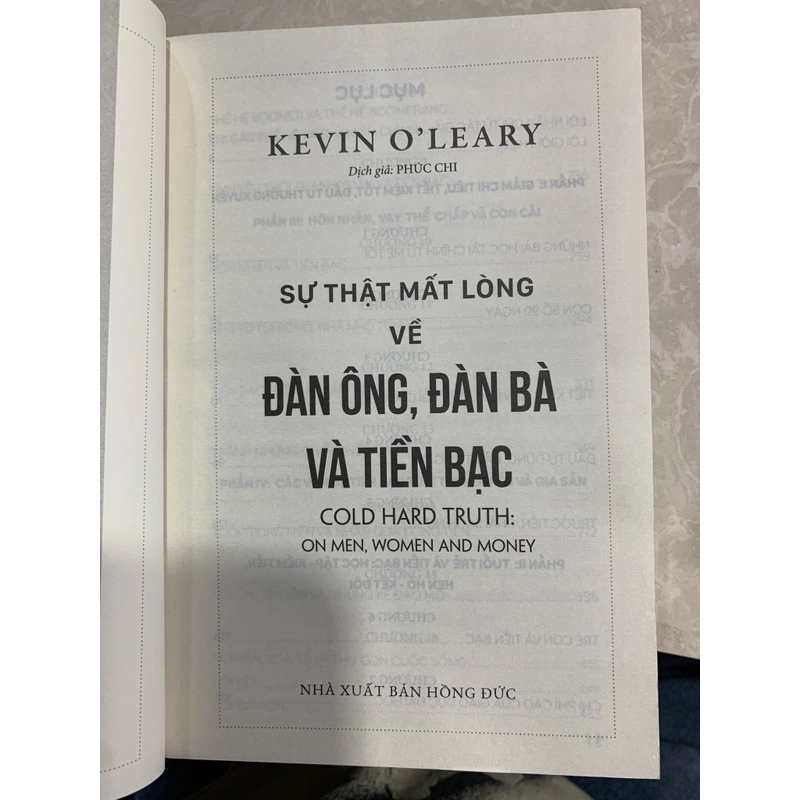 KEVIN O'LEARY
Dịch giả: PHÚC CHI
SỰ THẬT MẤT LÒNG
VỀ
ĐÀN ÔNG, ĐÀN BÀ
VÀ TIỀN BẠC
COLD HARD TRUTH:
ON MEN, WOMEN AND MONEY
NHÀ XUẤT BẢN HỒNG ĐỨC